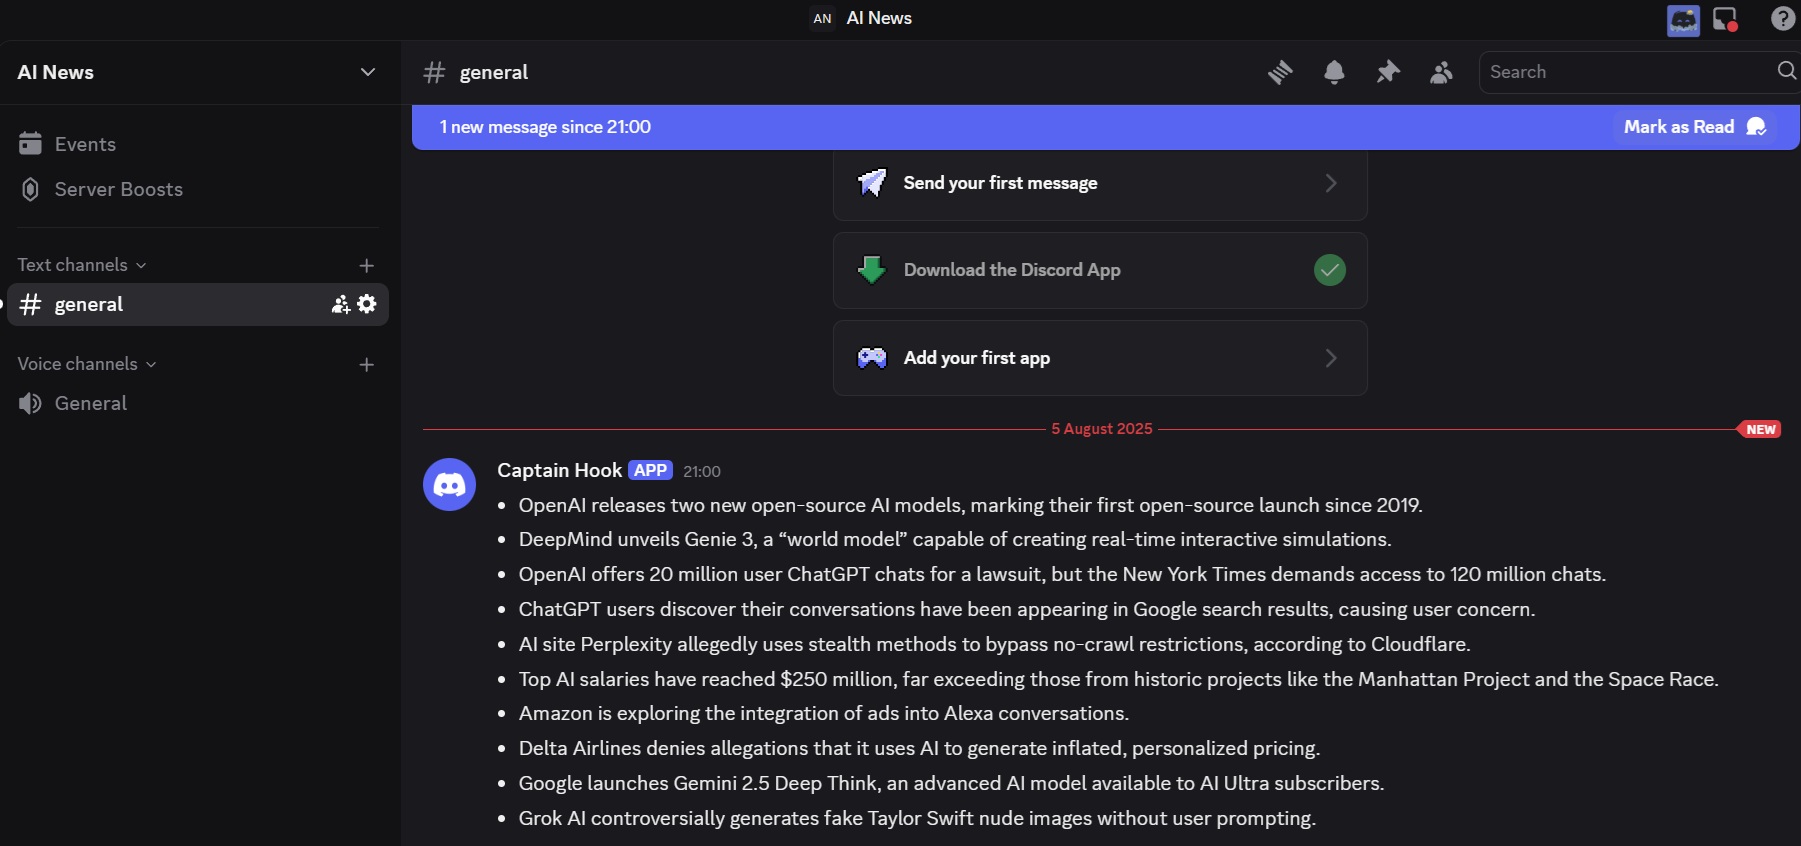 AN AI News
AI News
Events
Server Boosts
Text channels
general
Voice channels
General
# general
Search
1 new message since 21:00
Mark as Read
Send your first message
Download the Discord App
Add your first app
5 August 2025
NEW
Captain Hook APP 21:00
• OpenAI releases two new open-source AI models, marking their first open-source launch since 2019.
• DeepMind unveils Genie 3, a “world model” capable of creating real-time interactive simulations.
• OpenAI offers 20 million user ChatGPT chats for a lawsuit, but the New York Times demands access to 120 million chats.
• ChatGPT users discover their conversations have been appearing in Google search results, causing user concern.
• AI site Perplexity allegedly uses stealth methods to bypass no-crawl restrictions, according to Cloudflare.
• Top AI salaries have reached $250 million, far exceeding those from historic projects like the Manhattan Project and the Space Race.
• Amazon is exploring the integration of ads into Alexa conversations.
• Delta Airlines denies allegations that it uses AI to generate inflated, personalized pricing.
• Google launches Gemini 2.5 Deep Think, an advanced AI model available to AI Ultra subscribers.
• Grok AI controversially generates fake Taylor Swift nude images without user prompting.